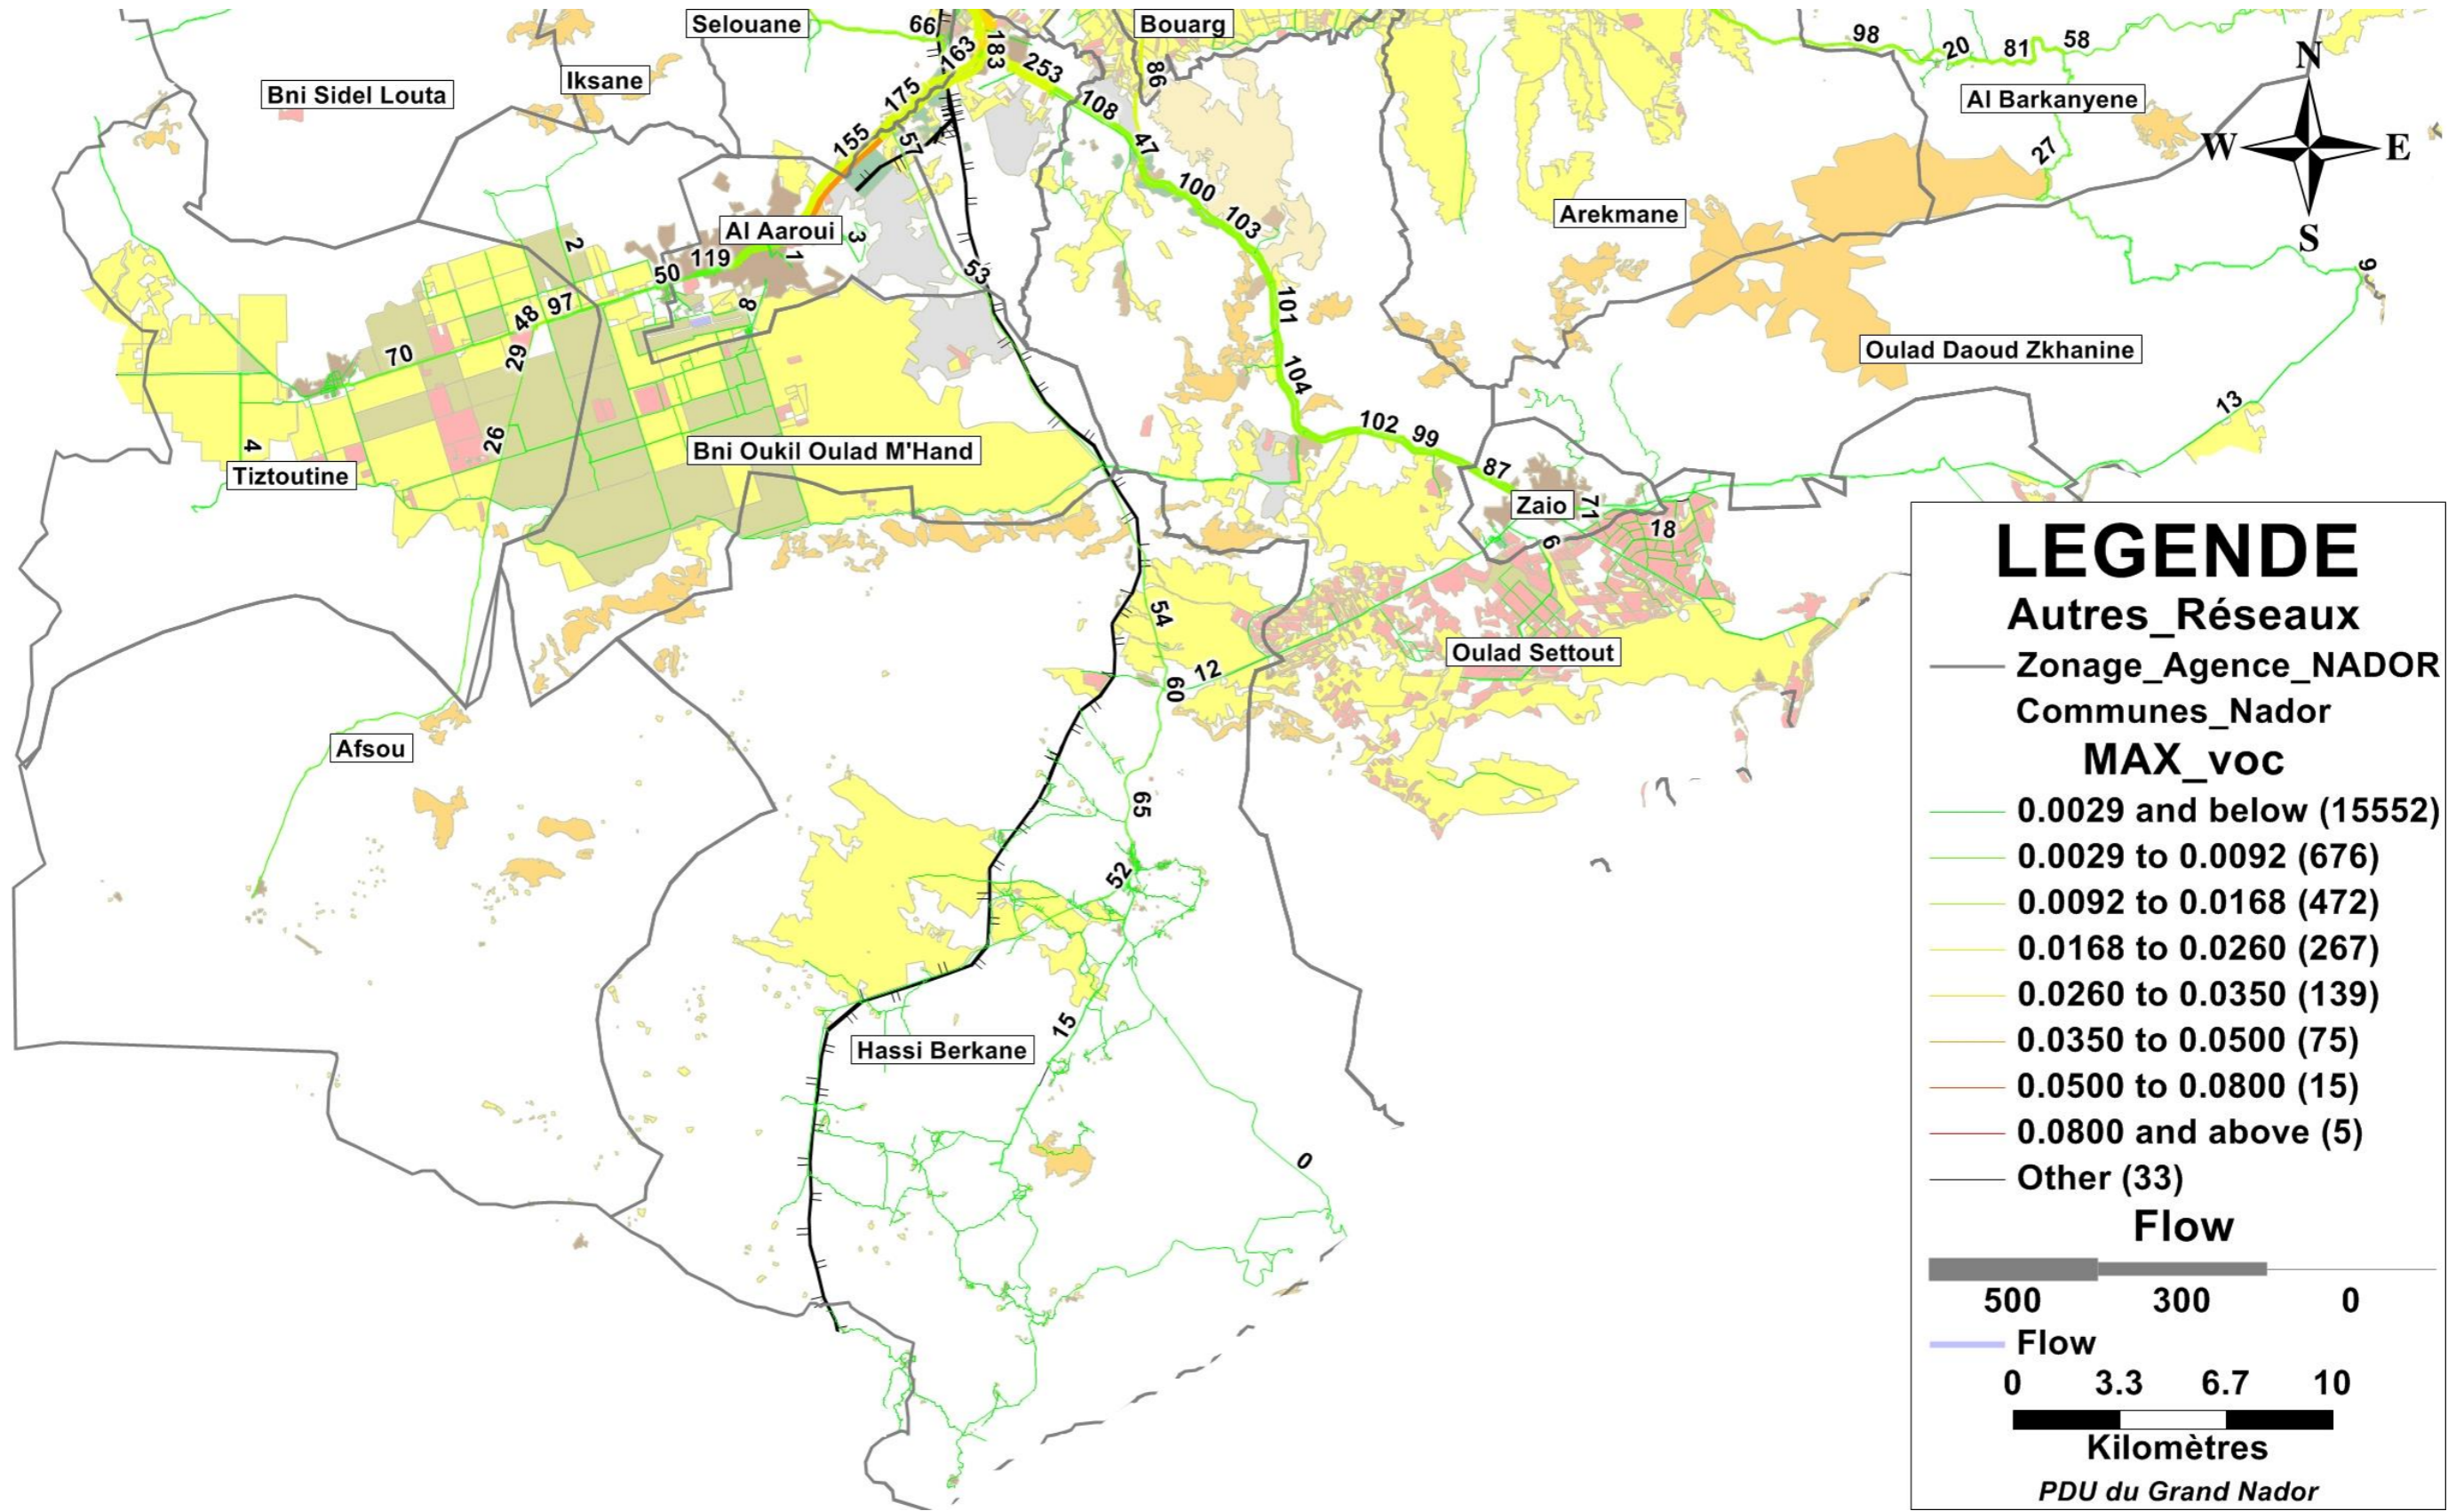 Selouane
66
163
183
Bouarg
98
20
81
58
N
Bni Sidel Louta
Iksane
175
253
86
Al Barkanyene
155
57
108
47
27
W
E
S
100
103
Arekmane
Al Aaroui
3
2
50
119
1
53
9
48
97
8
101
70
29
104
Oulad Daoud Zkhanine
4
26
Bni Oukil Oulad M'Hand
102
99
13
Tiztoutine
87
Zaio
71
18
6
54
Oulad Settout
12
60
Afsou
65
52
15
Hassi Berkane
0
LEGENDE
Autres_Réseaux
Zonage_Agence_NADOR
Communes_Nador
MAX_voc
0.0029 and below (15552)
0.0029 to 0.0092 (676)
0.0092 to 0.0168 (472)
0.0168 to 0.0260 (267)
0.0260 to 0.0350 (139)
0.0350 to 0.0500 (75)
0.0500 to 0.0800 (15)
0.0800 and above (5)
Other (33)
Flow
500 300 0
Flow
0 3.3 6.7 10
Kilomètres
PDU du Grand Nador